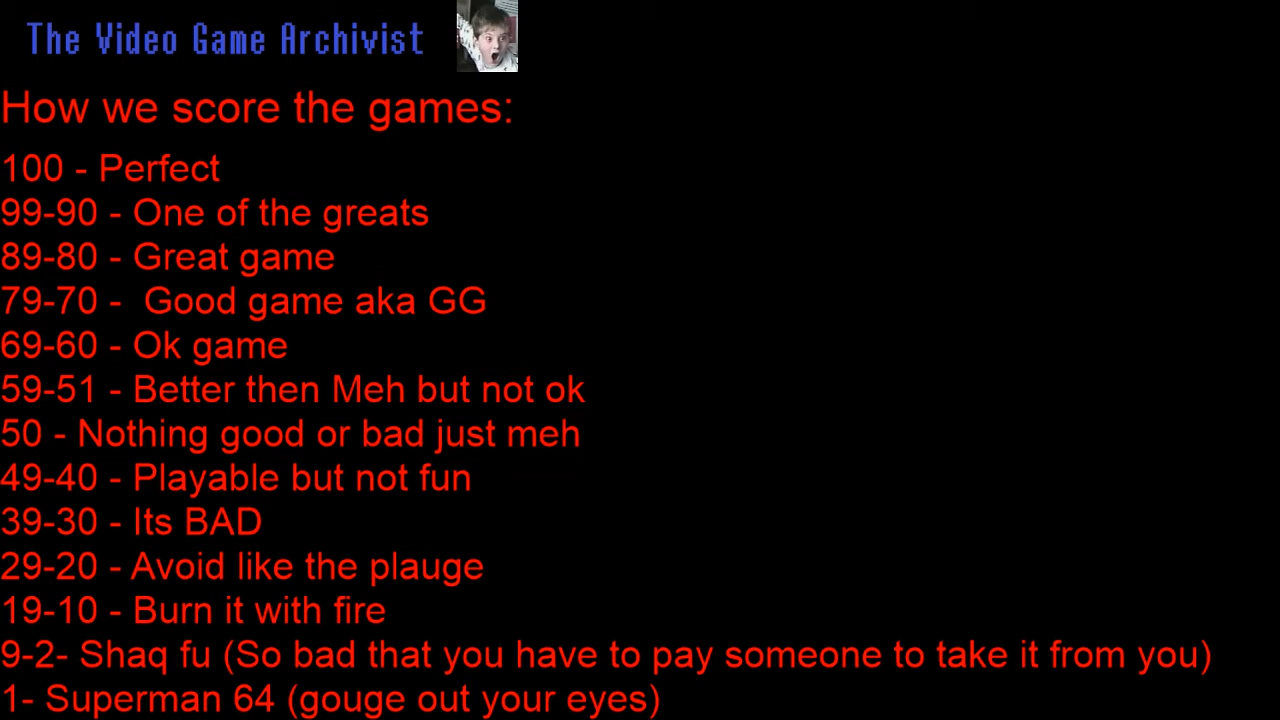 The Video Game Archivist
How we score the games:
100 - Perfect
99-90 - One of the greats
89-80 - Great game
79-70 -  Good game aka GG
69-60 - Ok game
59-51 - Better then Meh but not ok
50 - Nothing good or bad just meh
49-40 - Playable but not fun
39-30 - Its BAD
29-20 - Avoid like the plauge
19-10 - Burn it with fire
9-2- Shaq fu (So bad that you have to pay someone to take it from you)
1- Superman 64 (gouge out your eyes)